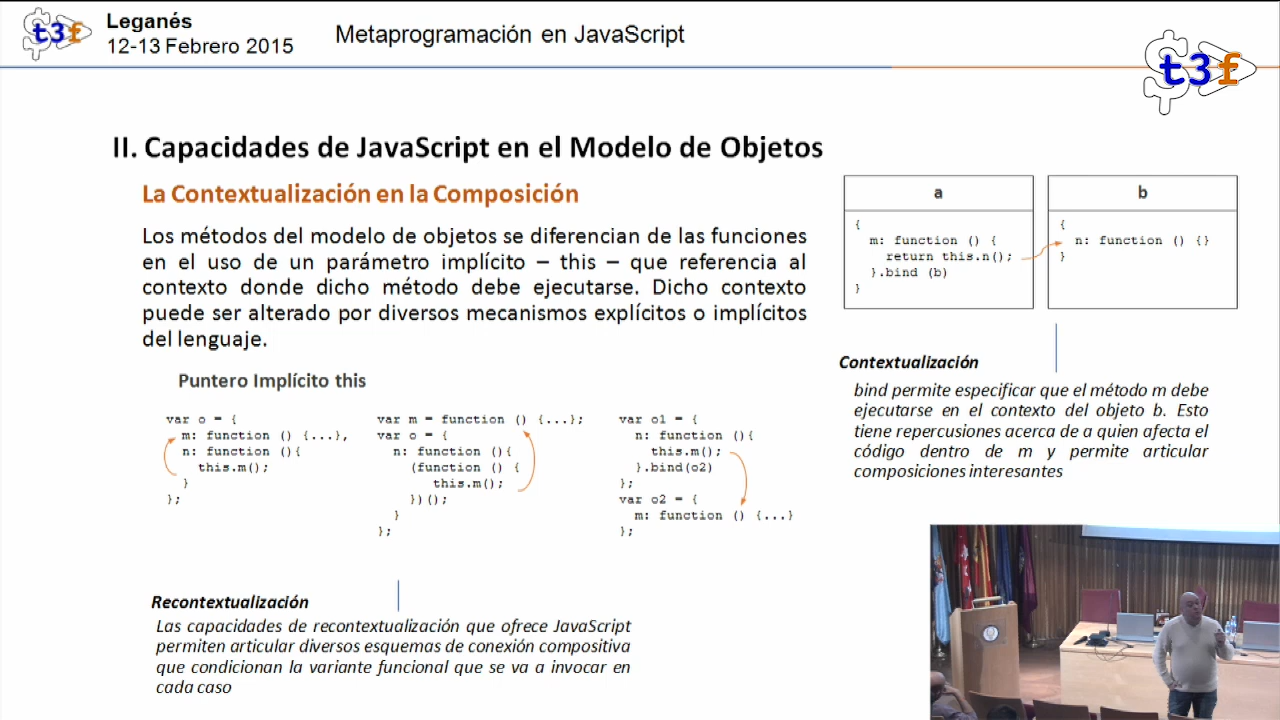 t3f
Leganés
12-13 Febrero 2015
Metaprogramación en JavaScript
t3f
II. Capacidades de JavaScript en el Modelo de Objetos
La Contextualización en la Composición
Los métodos del modelo de objetos se diferencian de las funciones
en el uso de un parámetro implícito – this – que referencia al
contexto donde dicho método debe ejecutarse. Dicho contexto
puede ser alterado por diversos mecanismos explícitos o implícitos
del lenguaje.
a
{
m: function () {
return this.n();
}.bind (b)
}
b
{
n: function () {}
}
Contextualización
bind permite especificar que el método m debe
ejecutarse en el contexto del objeto b. Esto
tiene repercusiones acerca de a quien afecta el
código dentro de m y permite articular
composiciones interesantes
Puntero Implícito this
var o = {
m: function () {...},
n: function (){
this.m();
}
};
var m = function () {...};
var o = {
n: function (){
(function () {
this.m();
})();
}
};
var o1 = {
n: function (){
this.m();
}.bind(o2)
};
var o2 = {
m: function () {...}
};
Recontextualización
Las capacidades de recontextualización que ofrece JavaScript
permiten articular diversos esquemas de conexión compositiva
que condicionan la variante funcional que se va a invocar en
cada caso